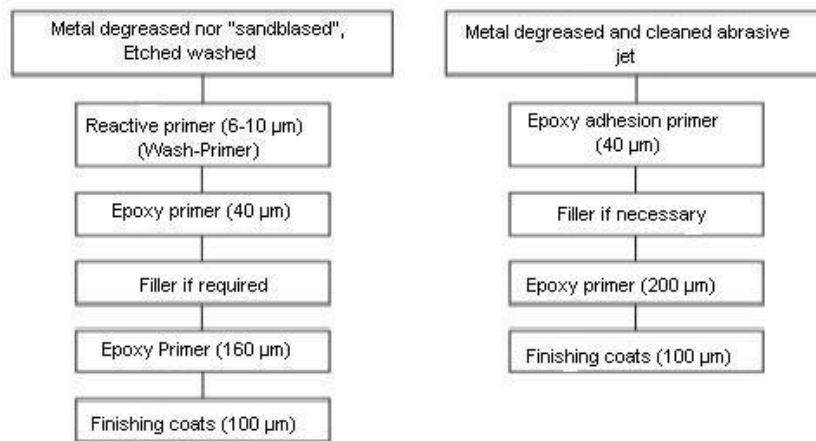 Metal degreased nor "sandblased",
Etched washed
Reactive primer (6-10 µm)
(Wash-Primer)
Epoxy primer (40 µm)
Filler if required
Epoxy Primer (160 µm)
Finishing coats (100 µm)
Metal degreased and cleaned abrasive
jet
Epoxy adhesion primer
(40 µm)
Filler if necessary
Epoxy primer (200 µm)
Finishing coats (100 µm)